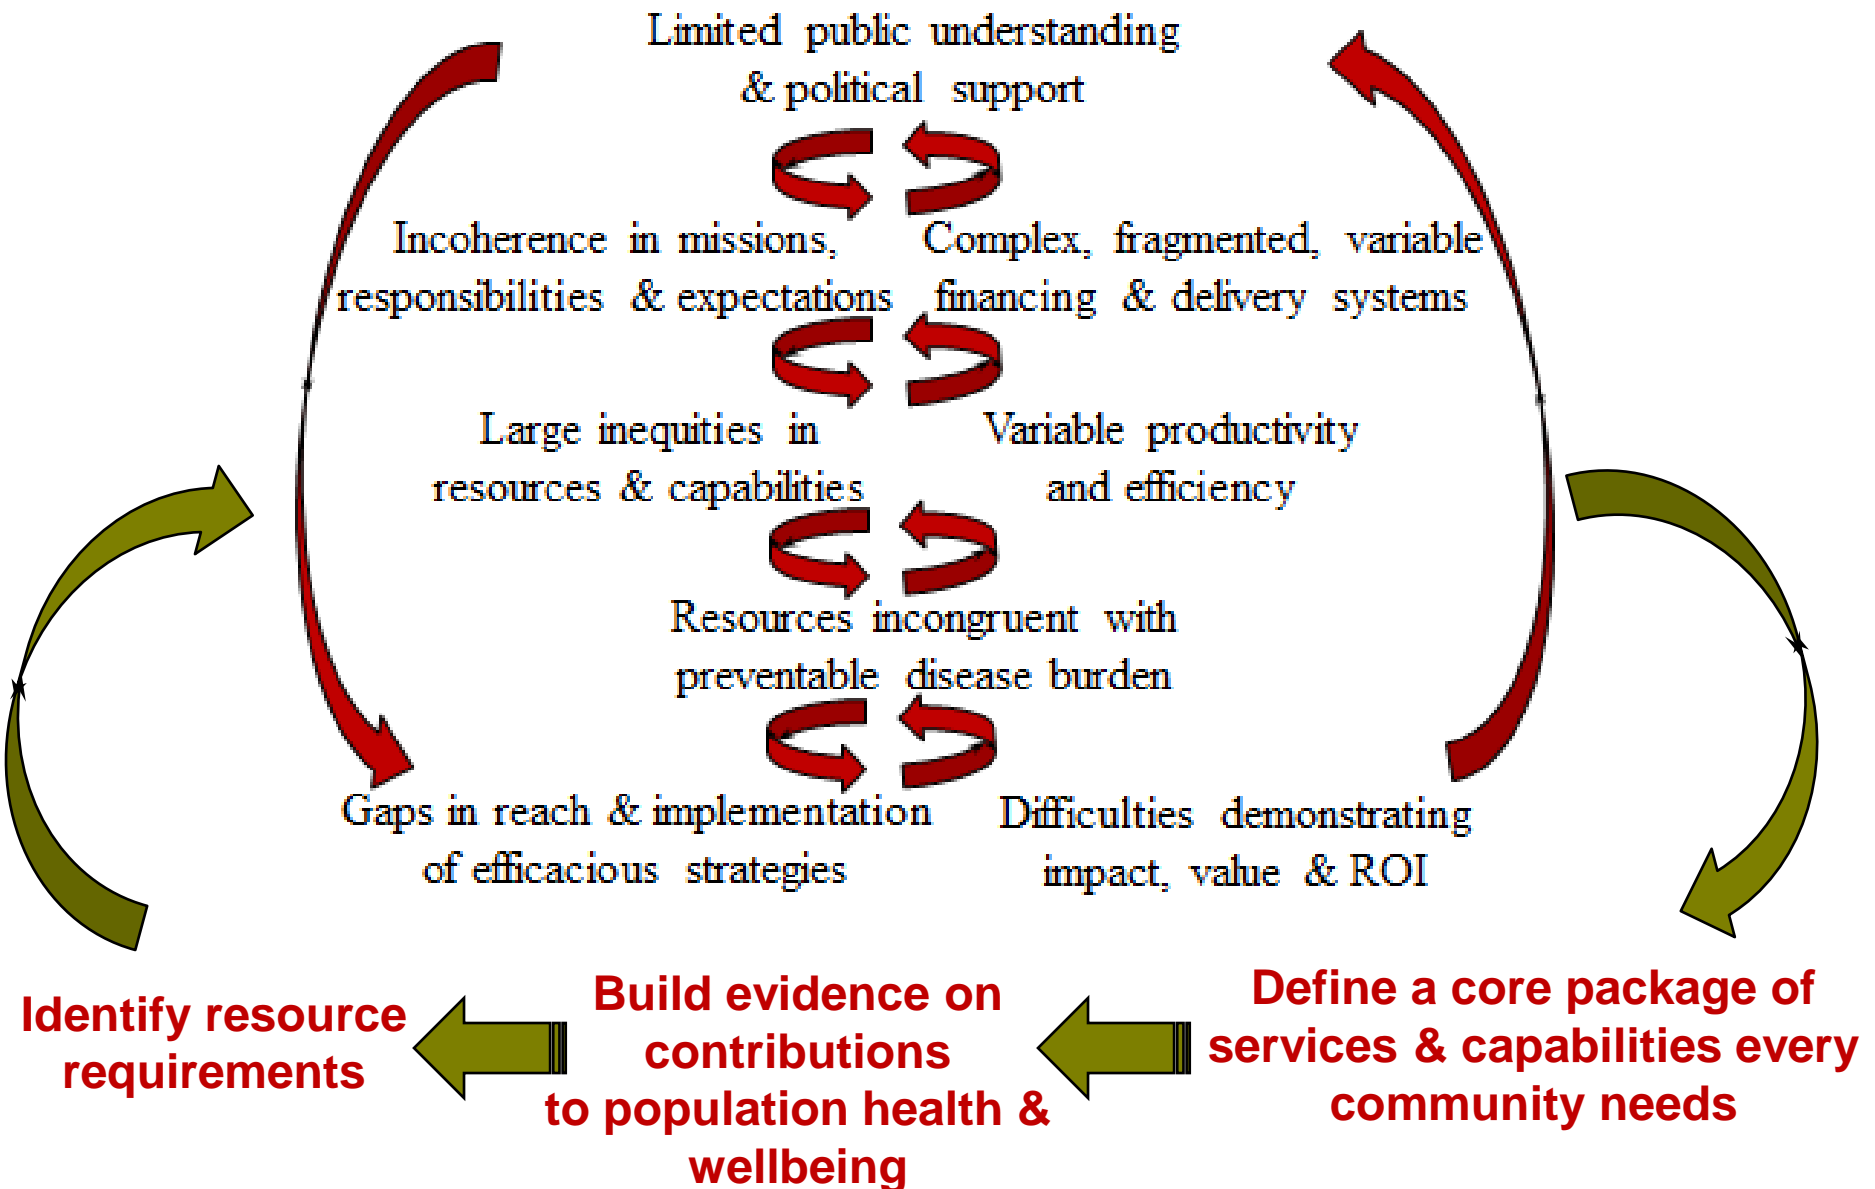 Limited public understanding
& political support
Incoherence in missions,
responsibilities & expectations
Complex, fragmented, variable
financing & delivery systems
Large inequities in
resources & capabilities
Variable productivity
and efficiency
Resources incongruent with
preventable disease burden
Gaps in reach & implementation
of efficacious strategies
Difficulties demonstrating
impact, value & ROI
Identify resource
requirements
Build evidence on
contributions
to population health &
wellbeing
Define a core package of
services & capabilities every
community needs